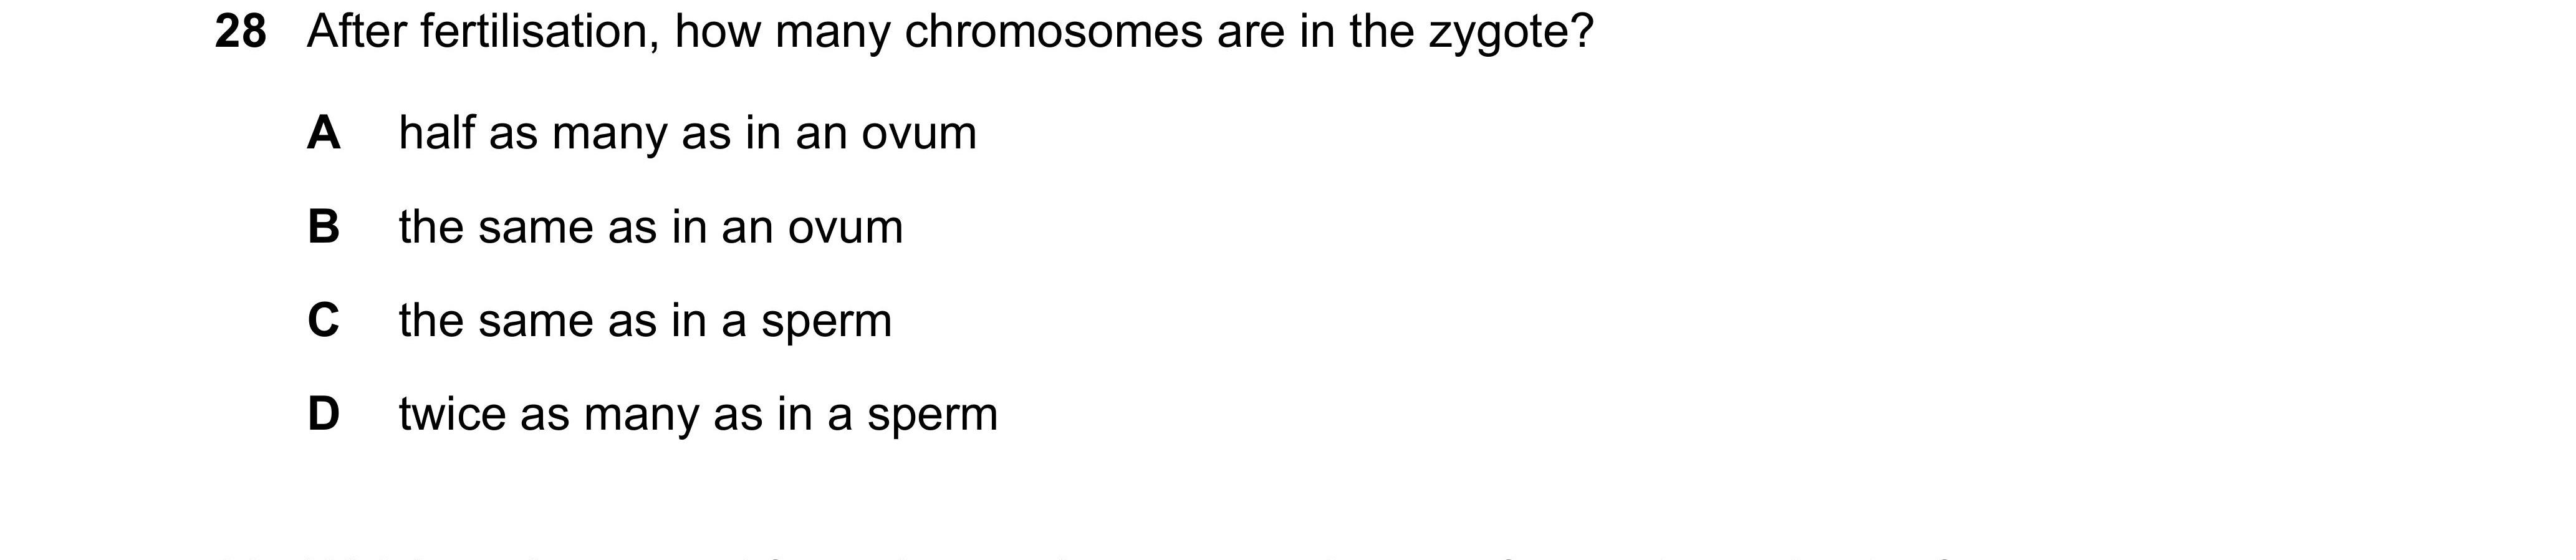 28 After fertilisation, how many chromosomes are in the zygote?
A half as many as in an ovum
B the same as in an ovum
C the same as in a sperm
D twice as many as in a sperm